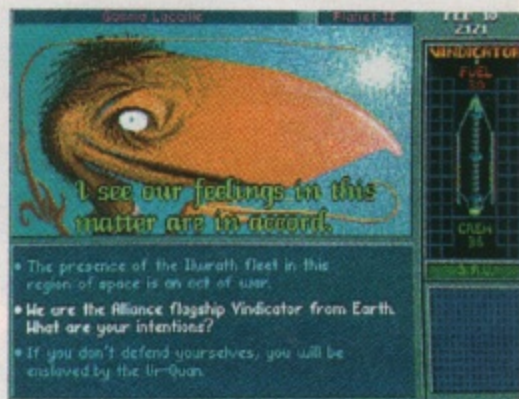 Planet II
VINDICATOR
FUEL
I see our feelings in this
matter are in accord.
CREW
• The presence of the Ilwrath fleet in this
region of space is an act of war.
• We are the Alliance flagship Vindicator from Earth.
What are your intentions?
• If you don't defend yourselves, you will be
enslaved by the Ur-Quan.